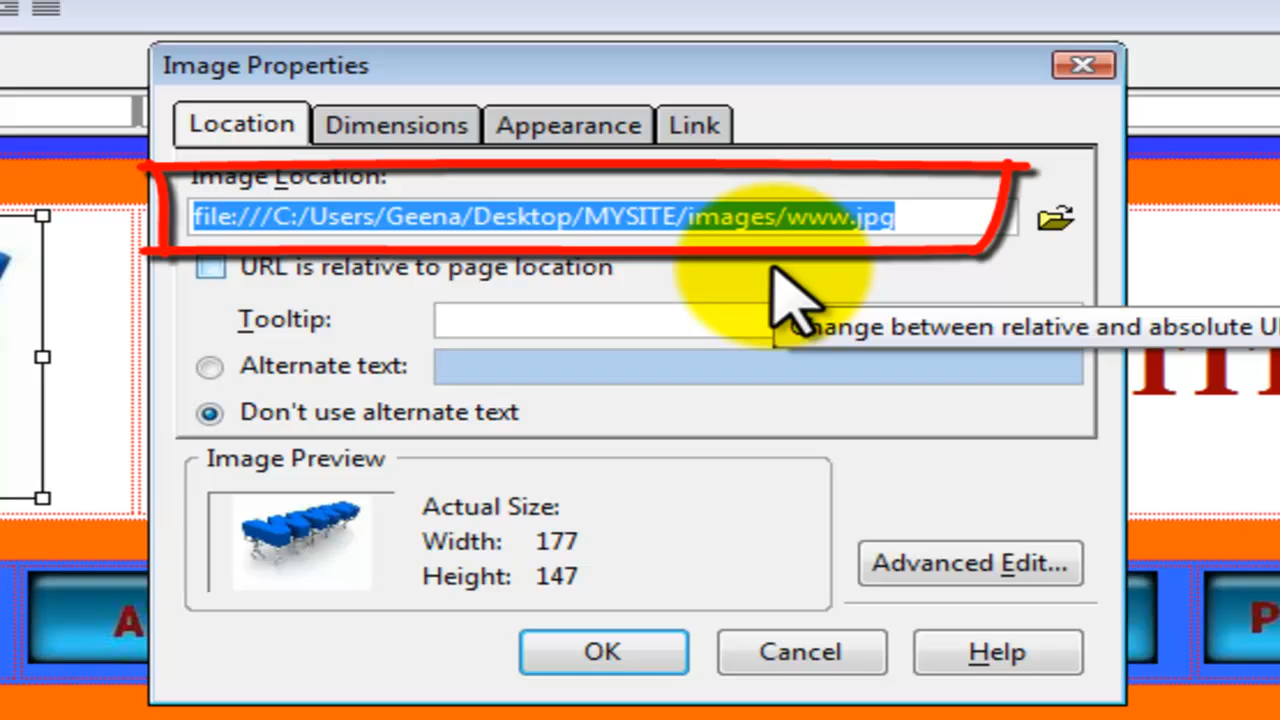 Image Properties
Location Dimensions Appearance Link
Image Location:
file:///C:/Users/Geena/Desktop/MYSITE/images/www.jpg
URL is relative to page location
Tooltip:
Change between relative and absolute
Alternate text:
Don't use alternate text
Image Preview
Actual Size:
Width: 177
Height: 147
Advanced Edit...
A
P
OK Cancel Help